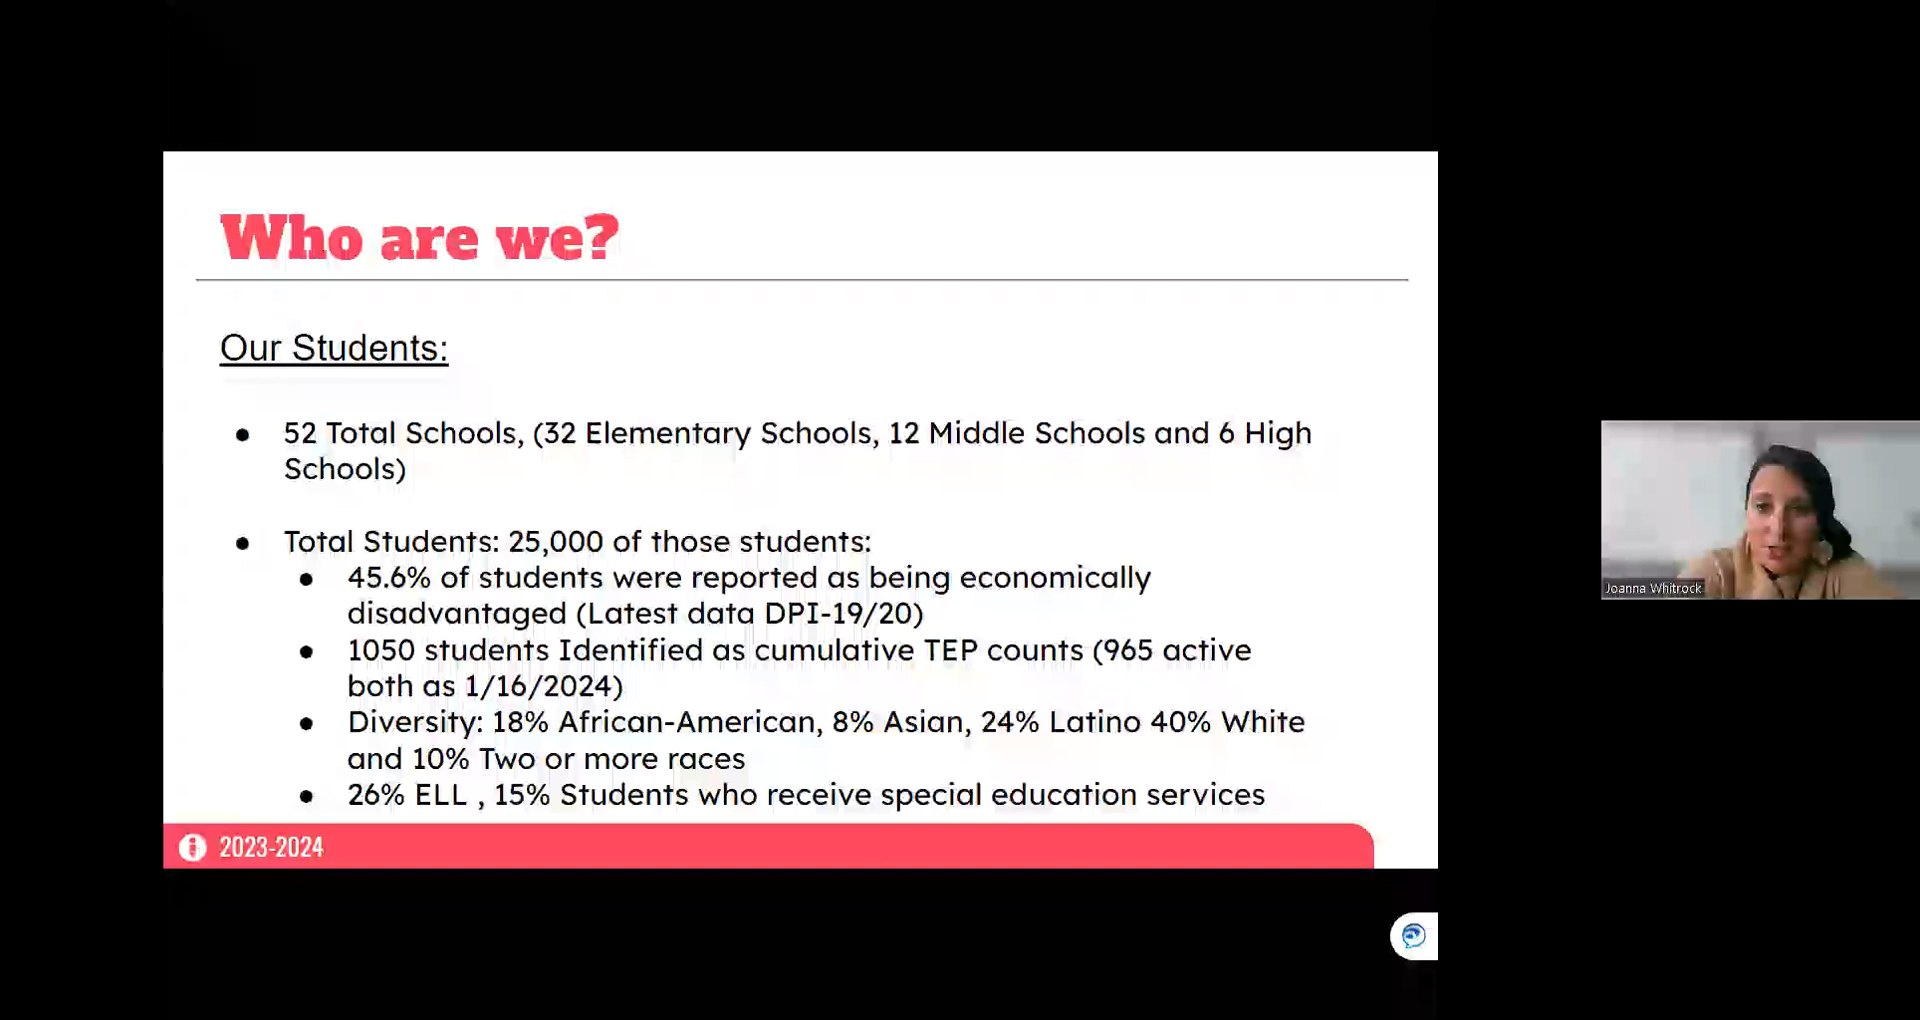 Who are we?
Our Students:
● 52 Total Schools, (32 Elementary Schools, 12 Middle Schools and 6 High
Schools)
● Total Students: 25,000 of those students:
● 45.6% of students were reported as being economically
disadvantaged (Latest data DPI-19/20)
● 1050 students Identified as cumulative TEP counts (965 active
both as 1/16/2024)
● Diversity: 18% African-American, 8% Asian, 24% Latino 40% White
and 10% Two or more races
● 26% ELL , 15% Students who receive special education services
2023-2024
Joanna Whitrock